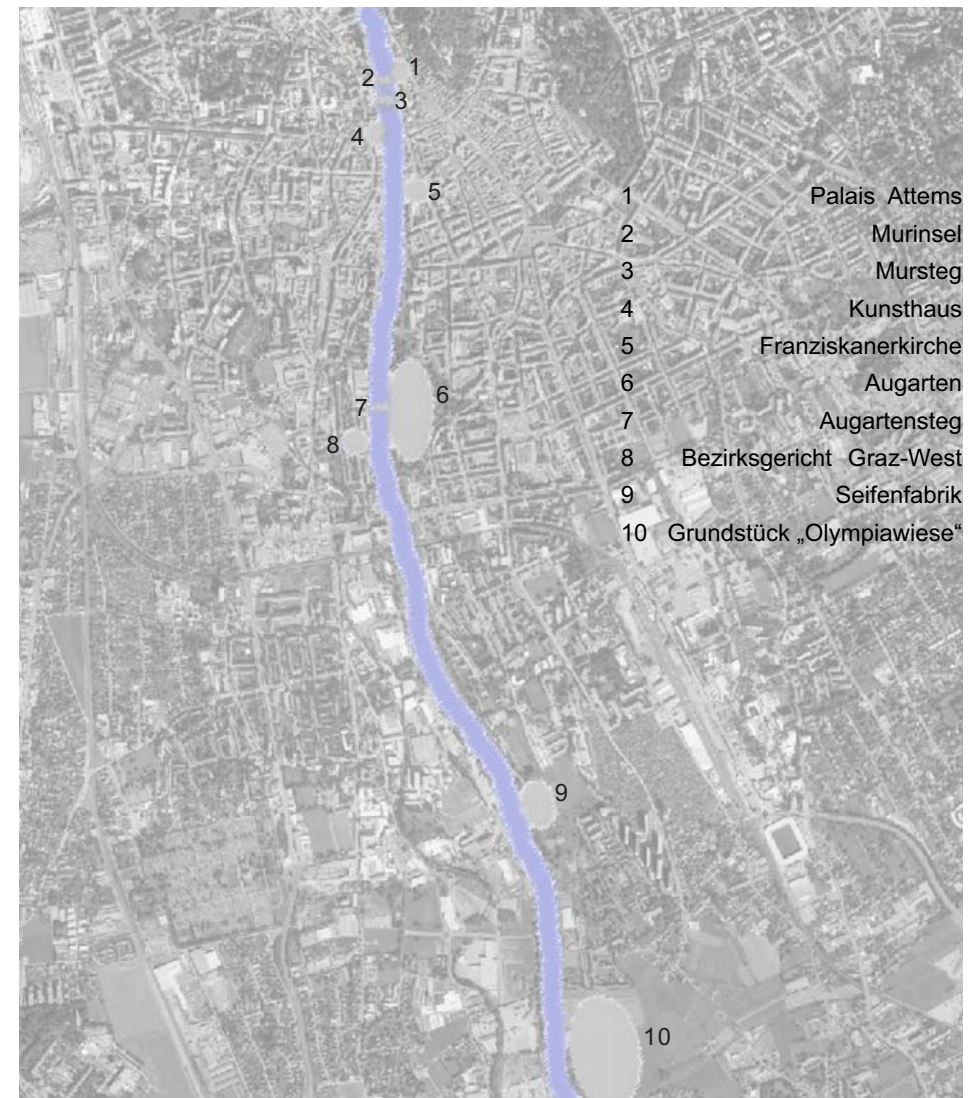 1
2
3
4
5
1 Palais Attems
2 Murinsel
3 Mursteg
4 Kunsthaus
5 Franziskanerkirche
6 Augarten
7 Augartensteg
8 Bezirksgericht Graz-West
9 Seifenfabrik
10 Grundstück „Olympiawiese“
6
7
8
9
10